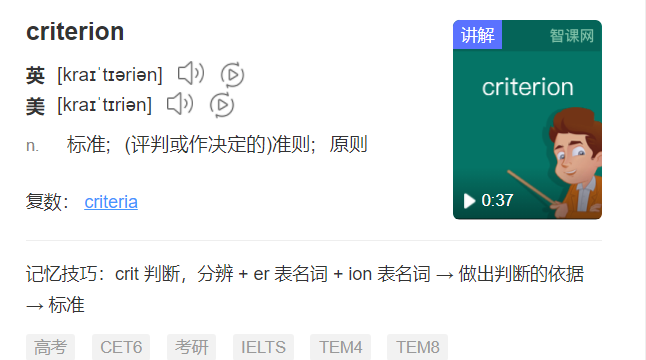 criterion
英 [kraɪˈtɪəriən]
美 [kraɪˈtɪriən]
n. 标准；(评判或作决定的)准则；原则
复数： criteria
讲解 智课网
criterion
0:37
记忆技巧：crit 判断，分辨 + er 表名词 + ion 表名词 → 做出判断的依据
→ 标准
高考 CET6 考研 IELTS TEM4 TEM8